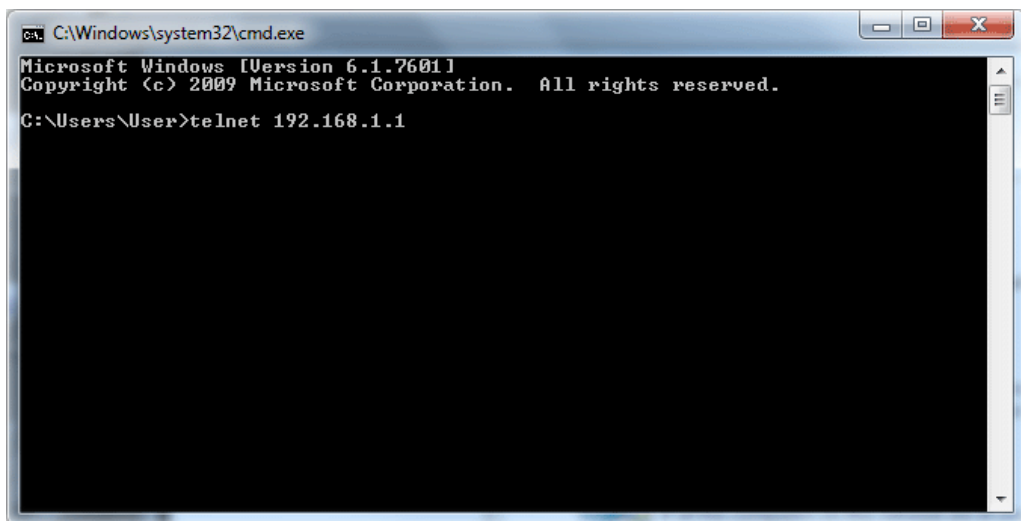 C:\Windows\system32\cmd.exe
Microsoft Windows [Version 6.1.7601]
Copyright (c) 2009 Microsoft Corporation.  All rights reserved.
C:\Users\User>telnet 192.168.1.1